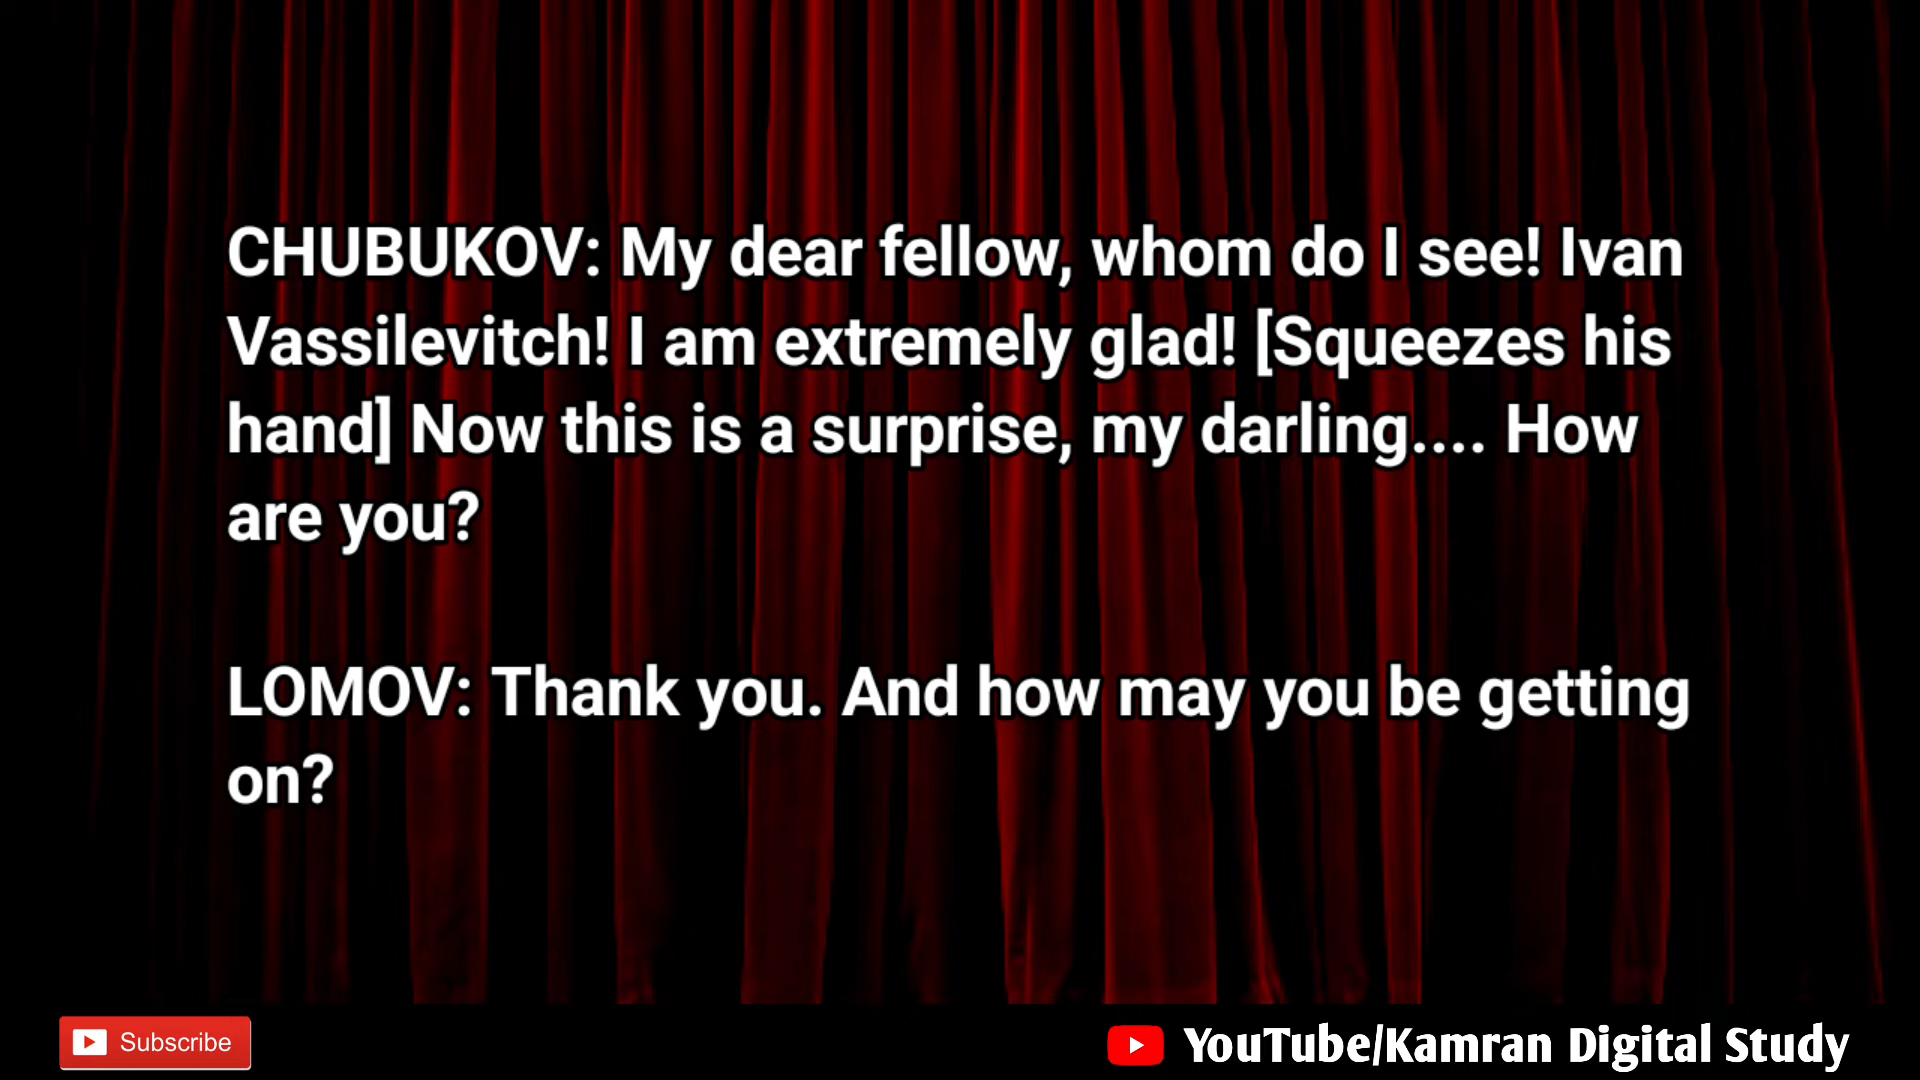 CHUBUKOV: My dear fellow, whom do I see! Ivan
Vassilevitch! I am extremely glad! [Squeezes his
hand] Now this is a surprise, my darling.... How
are you?
LOMOV: Thank you. And how may you be getting
on?
Subscribe
YouTube/Kamran Digital Study